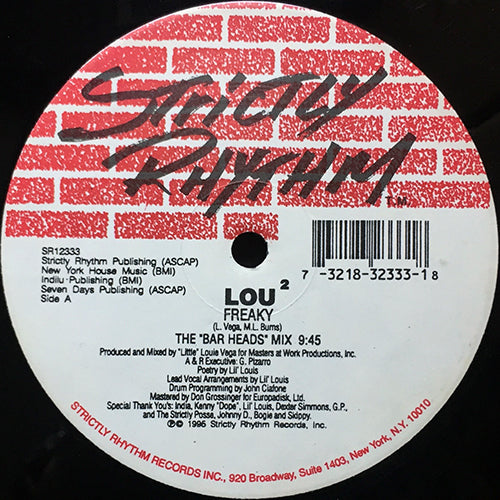 STRICTLY
RHYTHM
T.M.
SR12333
Strictly Rhythm Publishing (ASCAP)
New York House Music (BMI)
Indilu Publishing (BMI)
Seven Days Publishing (ASCAP)
Side A
7 -3218-32333-1 8
LOU 2
FREAKY
(L. Vega, M.L. Burns)
THE "BAR HEADS" MIX 9:45
Produced and Mixed by "Little" Louie Vega for Masters at Work Productions, Inc.
A & R Executive: G. Pizarro
Poetry by Lil' Louis
Lead Vocal Arrangements by Lil' Louis
Drum Programming by John Ciafone
Mastered by Don Grossinger for Europadisk, Ltd.
Special Thank You's: India, Kenny "Dope", Lil' Louis, Dexter Simmons, G.P.,
and The Strictly Posse, Johnny D., Bogie and Skippy.
℗© 1995 Strictly Rhythm Records, Inc.
STRICTLY RHYTHM RECORDS INC., 920 Broadway, Suite 1403, New York, N.Y. 10010